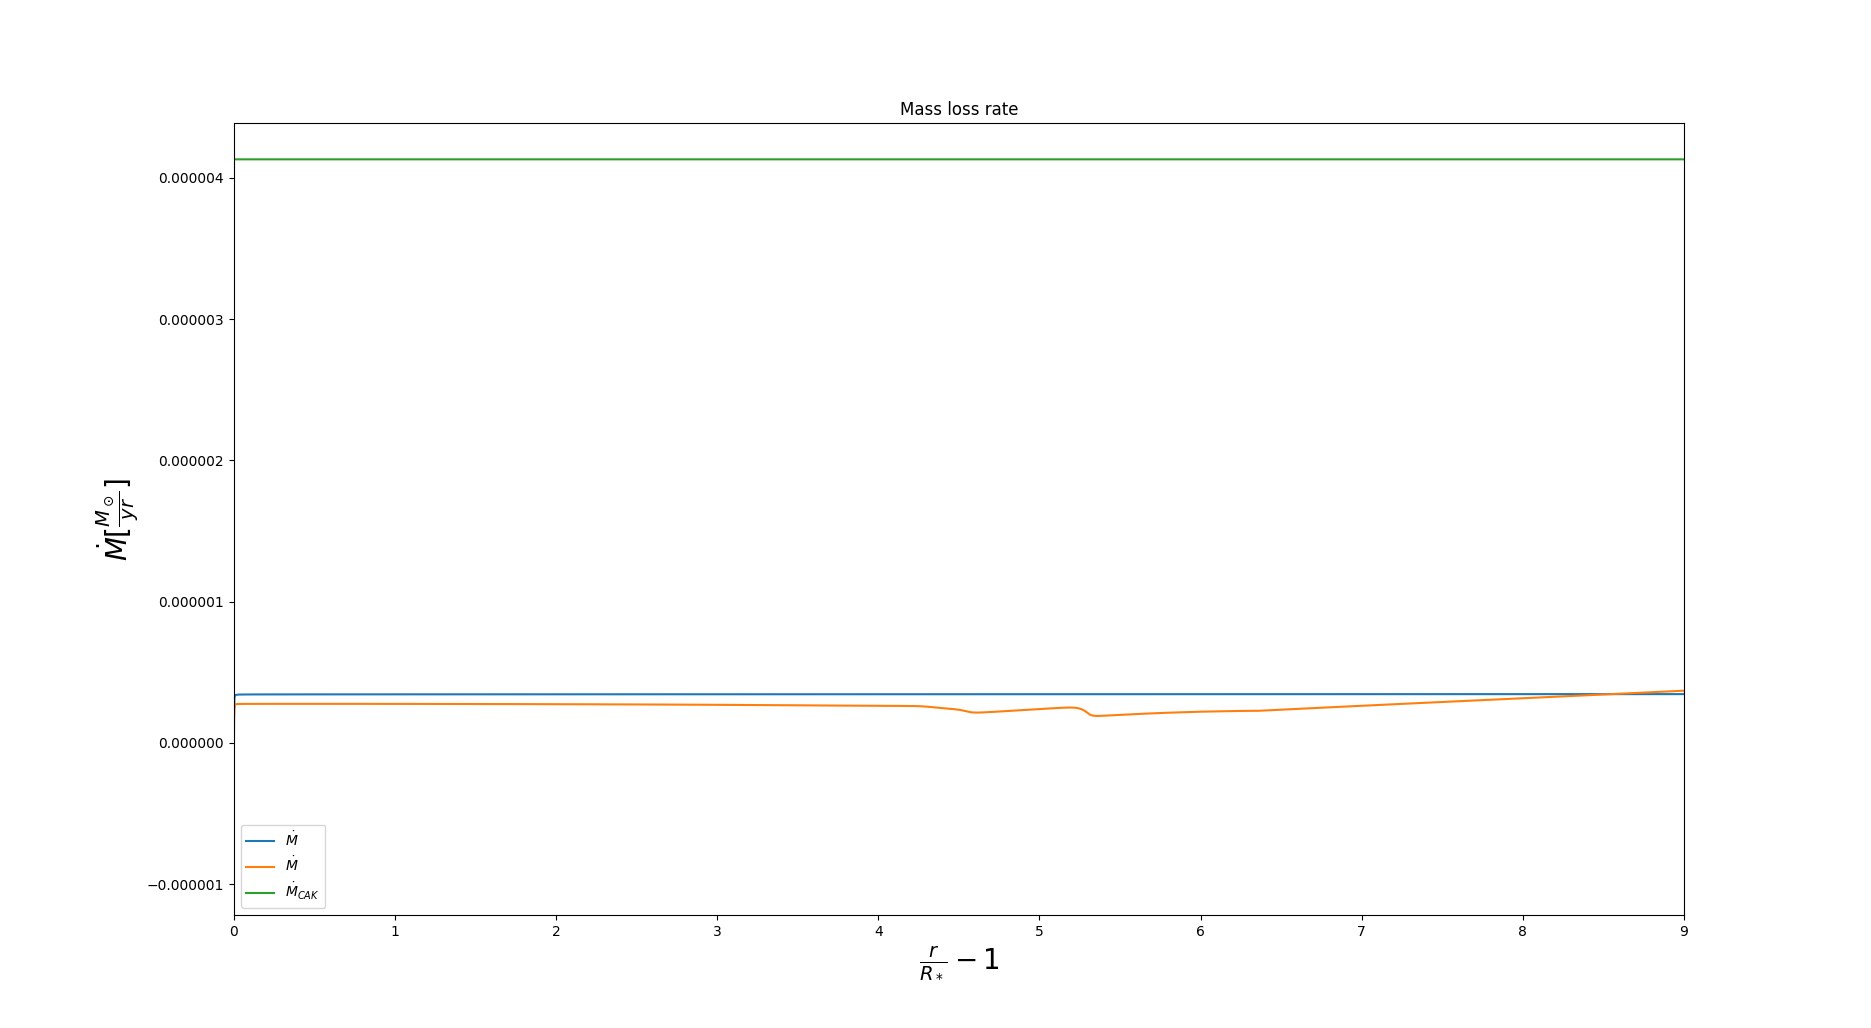 Mass loss rate
0.000004
0.000003
0.000002
0.000001
0.000000
−0.000001
Ṁ[M⊙/yr]
Ṁ
Ṁ
Ṁ_CAK
0 1 2 3 4 5 6 7 8 9
r/R* − 1